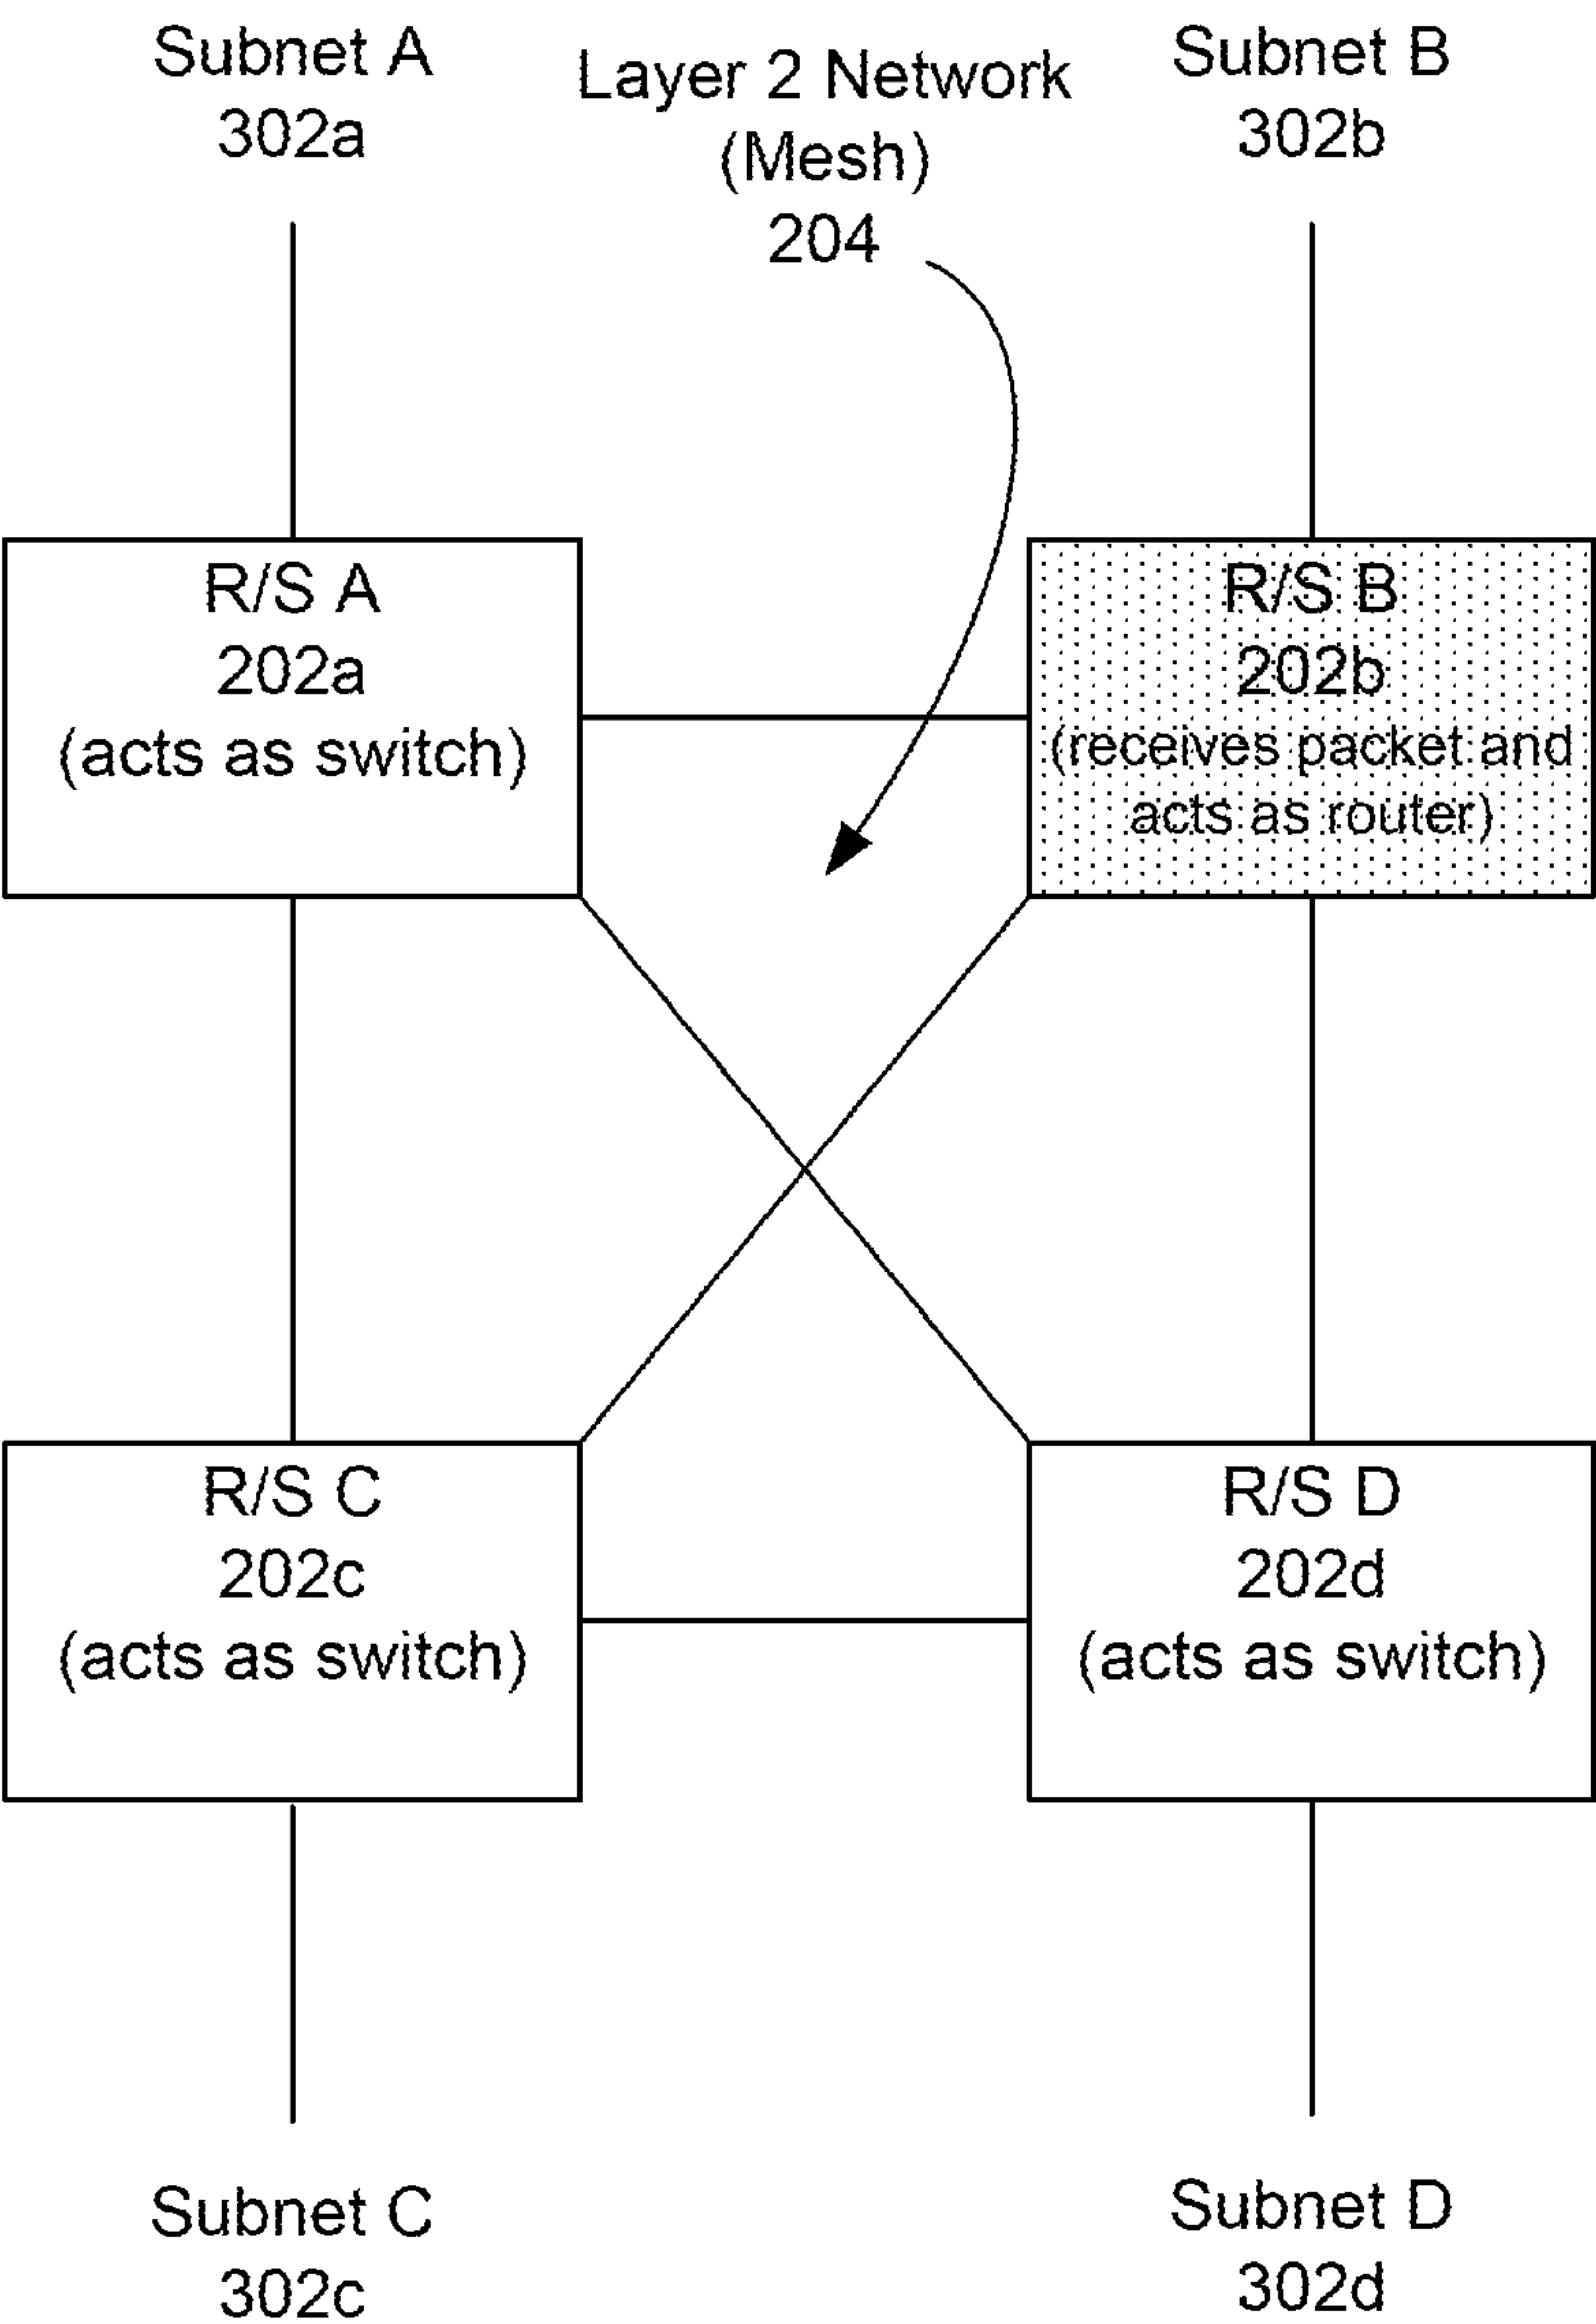 Subnet A
302a
Layer 2 Network
(Mesh)
204
Subnet B
302b
R/S A
202a
(acts as switch)
R/S B
202b
(receives packet and
acts as router)
R/S C
202c
(acts as switch)
R/S D
202d
(acts as switch)
Subnet C
302c
Subnet D
302d